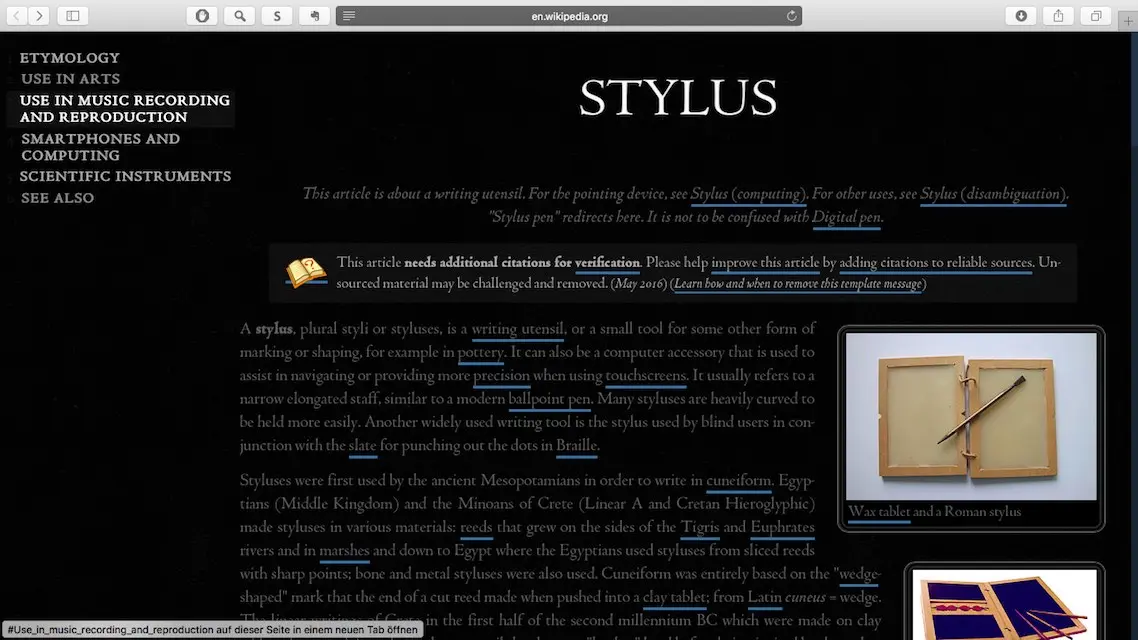 S
en.wikipedia.org
ETYMOLOGY
USE IN ARTS
USE IN MUSIC RECORDING
AND REPRODUCTION
SMARTPHONES AND
COMPUTING
SCIENTIFIC INSTRUMENTS
SEE ALSO
STYLUS
This article is about a writing utensil. For the pointing device, see Stylus (computing). For other uses, see Stylus (disambiguation).
"Stylus pen" redirects here. It is not to be confused with Digital pen.
This article needs additional citations for verification. Please help improve this article by adding citations to reliable sources. Un-
sourced material may be challenged and removed. (May 2016) (Learn how and when to remove this template message)
A stylus, plural styli or styluses, is a writing utensil, or a small tool for some other form of
marking or shaping, for example in pottery. It can also be a computer accessory that is used to
assist in navigating or providing more precision when using touchscreens. It usually refers to a
narrow elongated staff, similar to a modern ballpoint pen. Many styluses are heavily curved to
be held more easily. Another widely used writing tool is the stylus used by blind users in con-
junction with the slate for punching out the dots in Braille.
Wax tablet and a Roman stylus
Styluses were first used by the ancient Mesopotamians in order to write in cuneiform. Egyp-
tians (Middle Kingdom) and the Minoans of Crete (Linear A and Cretan Hieroglyphic)
made styluses in various materials: reeds that grew on the sides of the Tigris and Euphrates
rivers and in marshes and down to Egypt where the Egyptians used styluses from sliced reeds
with sharp points; bone and metal styluses were also used. Cuneiform was entirely based on the "wedge-
shaped" mark that the end of a cut reed made when pushed into a clay tablet; from Latin cuneus = wedge.
The linear writings of Crete in the first half of the second millennium BC which were made on clay
#Use_in_music_recording_and_reproduction auf dieser Seite in einem neuen Tab öffnen